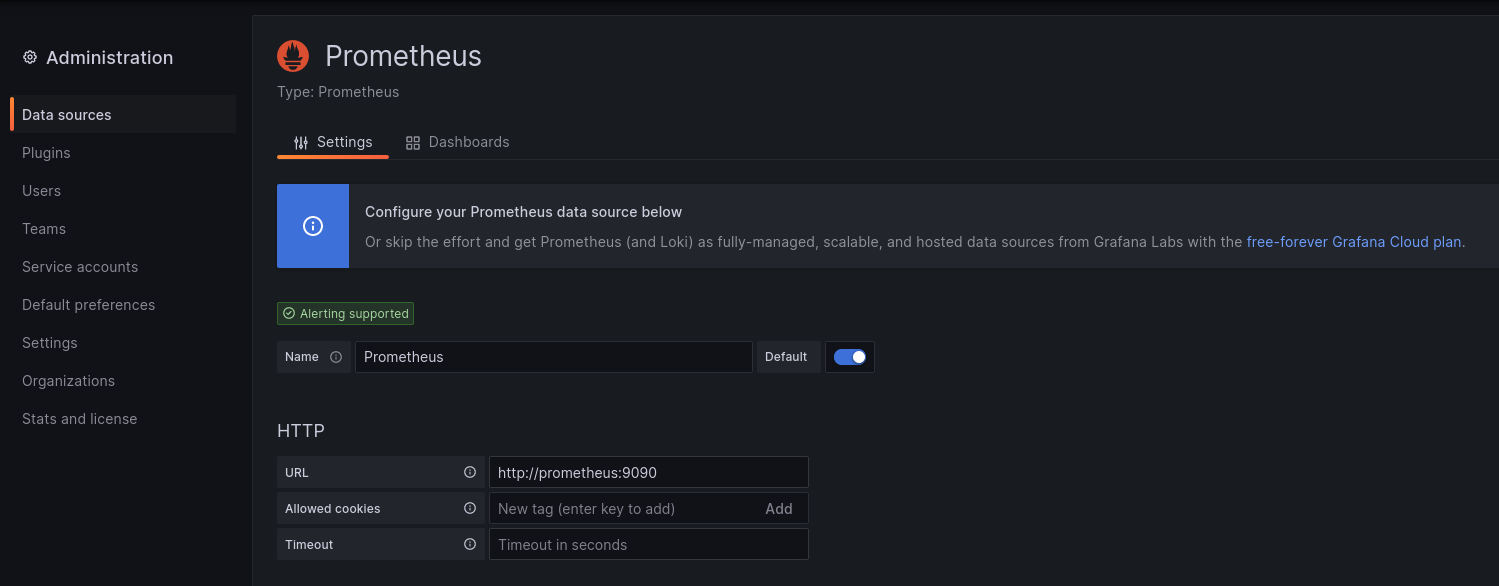 Administration
Data sources
Plugins
Users
Teams
Service accounts
Default preferences
Settings
Organizations
Stats and license
Prometheus
Type: Prometheus
Settings
Dashboards
Configure your Prometheus data source below
Or skip the effort and get Prometheus (and Loki) as fully-managed, scalable, and hosted data sources from Grafana Labs with the free-forever Grafana Cloud plan.
Alerting supported
Name Prometheus Default
HTTP
URL http://prometheus:9090
Allowed cookies New tag (enter key to add) Add
Timeout Timeout in seconds